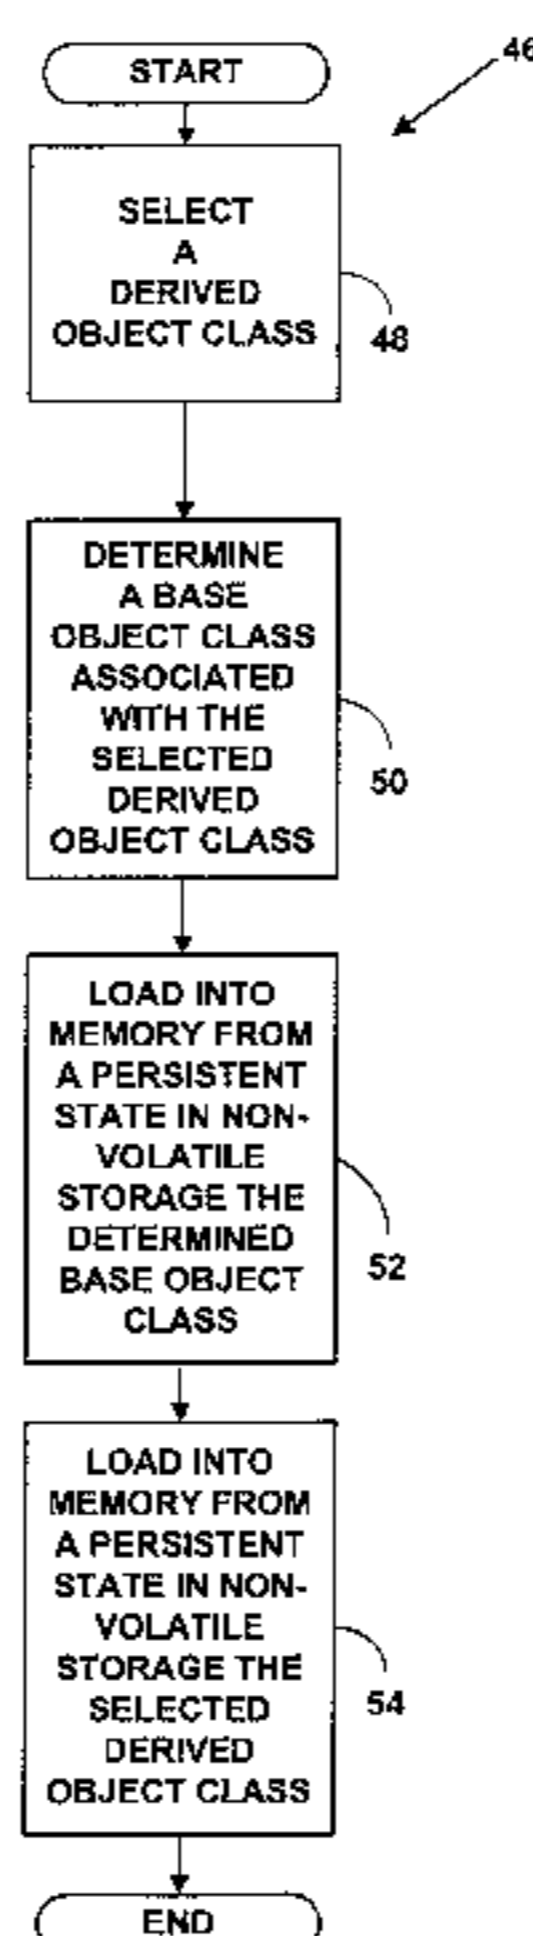 START
46
SELECT
A
DERIVED
OBJECT CLASS
48
DETERMINE
A BASE
OBJECT CLASS
ASSOCIATED
WITH THE
SELECTED
DERIVED
OBJECT CLASS
50
LOAD INTO
MEMORY FROM
A PERSISTENT
STATE IN NON-
VOLATILE
STORAGE THE
DETERMINED
BASE OBJECT
CLASS
52
LOAD INTO
MEMORY FROM
A PERSISTENT
STATE IN NON-
VOLATILE
STORAGE THE
SELECTED
DERIVED
OBJECT CLASS
54
END